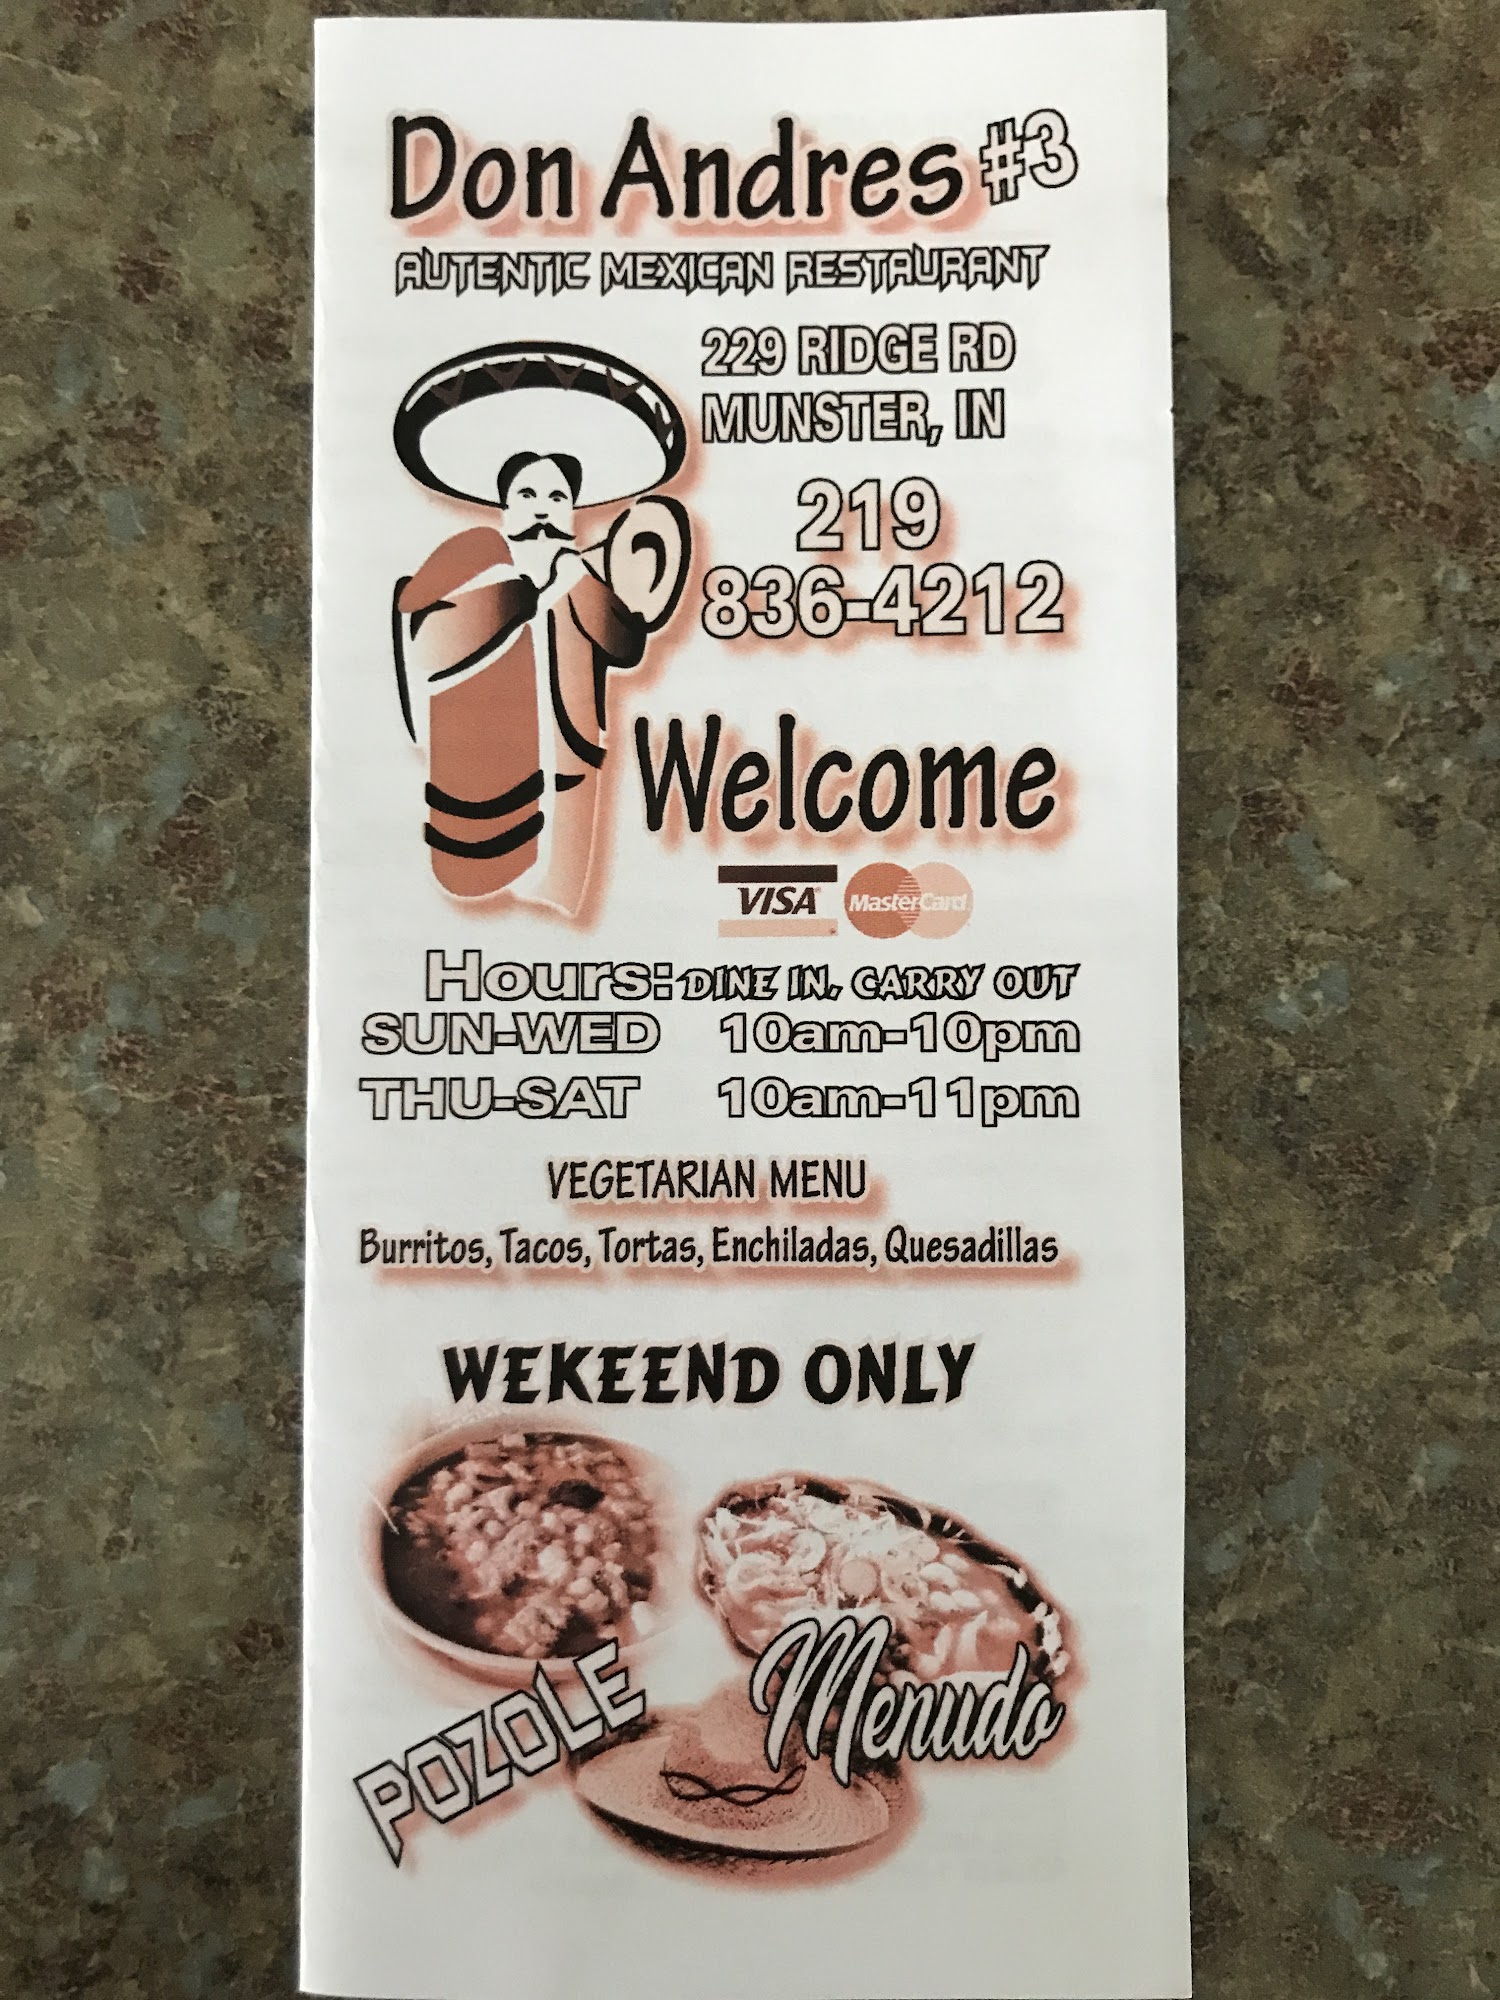 Don Andres #3
AUTENTIC MEXICAN RESTAURANT
229 RIDGE RD
MUNSTER, IN
219
836-4212
Welcome
VISA MasterCard
Hours: DINE IN, CARRY OUT
SUN-WED 10am-10pm
THU-SAT 10am-11pm
VEGETARIAN MENU
Burritos, Tacos, Tortas, Enchiladas, Quesadillas
WEKEEND ONLY
POZOLE
Menudo